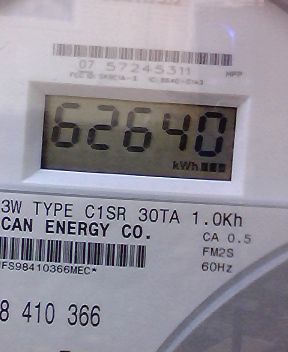 07 57245311
62640
kWh
3W TYPE C1SR 30TA 1.0Kh
CAN ENERGY CO.
CA 0.5
FM2S
60Hz
FS98410366MEC*
8 410 366